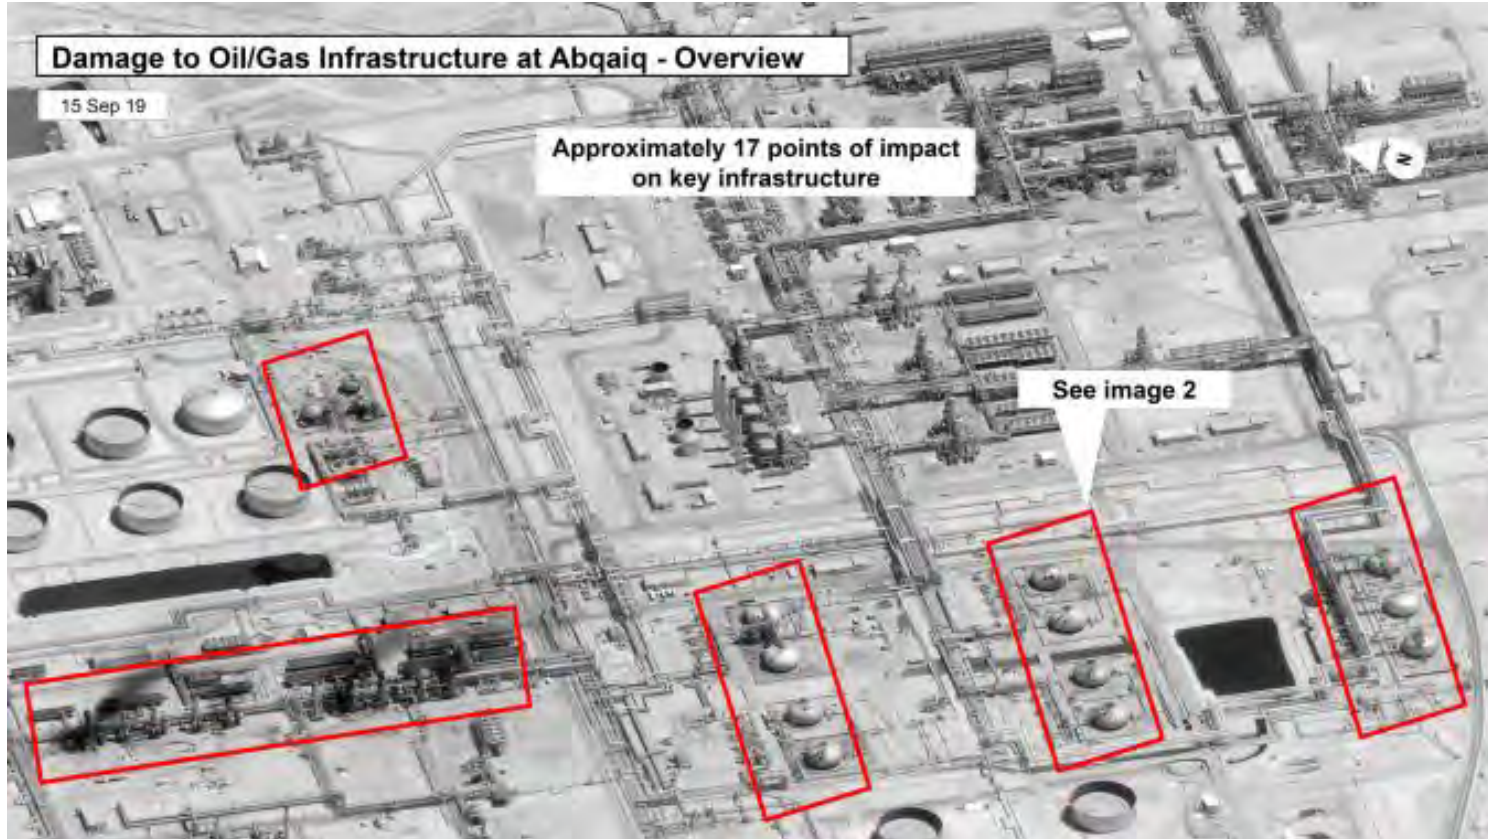 Damage to Oil/Gas Infrastructure at Abqaiq - Overview
15 Sep 19
Approximately 17 points of impact
on key infrastructure
N
See image 2